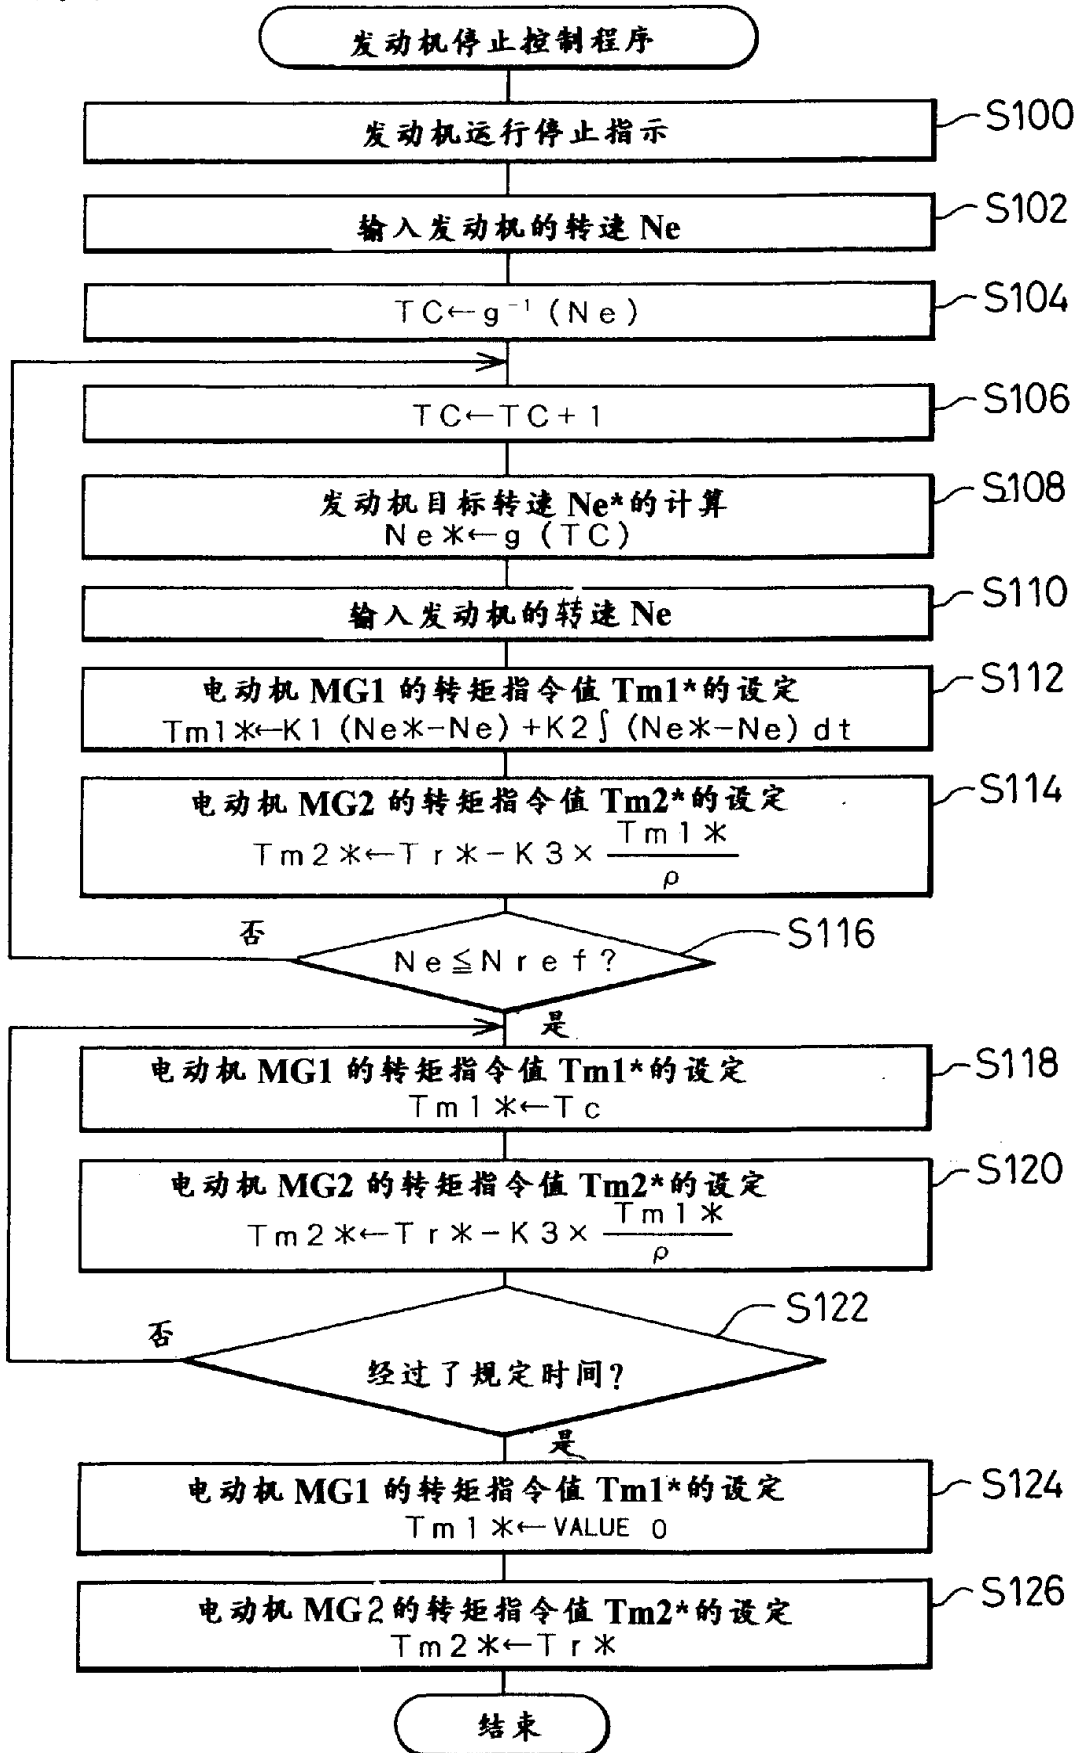 发动机停止控制程序
发动机运行停止指示
S100
输入发动机的转速 Ne
S102
TC←g⁻¹(Ne)
S104
TC←TC+1
S106
发动机目标转速 Ne*的计算
Ne*←g(TC)
S108
输入发动机的转速 Ne
S110
电动机 MG1 的转矩指令值 Tm1*的设定
Tm1*←K1(Ne*-Ne)+K2∫(Ne*-Ne)dt
S112
电动机 MG2 的转矩指令值 Tm2*的设定
Tm2*←Tr*-K3×Tm1*/ρ
S114
否
Ne≦Nref?
S116
是
电动机 MG1 的转矩指令值 Tm1*的设定
Tm1*←Tc
S118
电动机 MG2 的转矩指令值 Tm2*的设定
Tm2*←Tr*-K3×Tm1*/ρ
S120
否
经过了规定时间?
S122
是
电动机 MG1 的转矩指令值 Tm1*的设定
Tm1*←VALUE 0
S124
电动机 MG2的转矩指令值 Tm2*的设定
Tm2*←Tr*
S126
结束